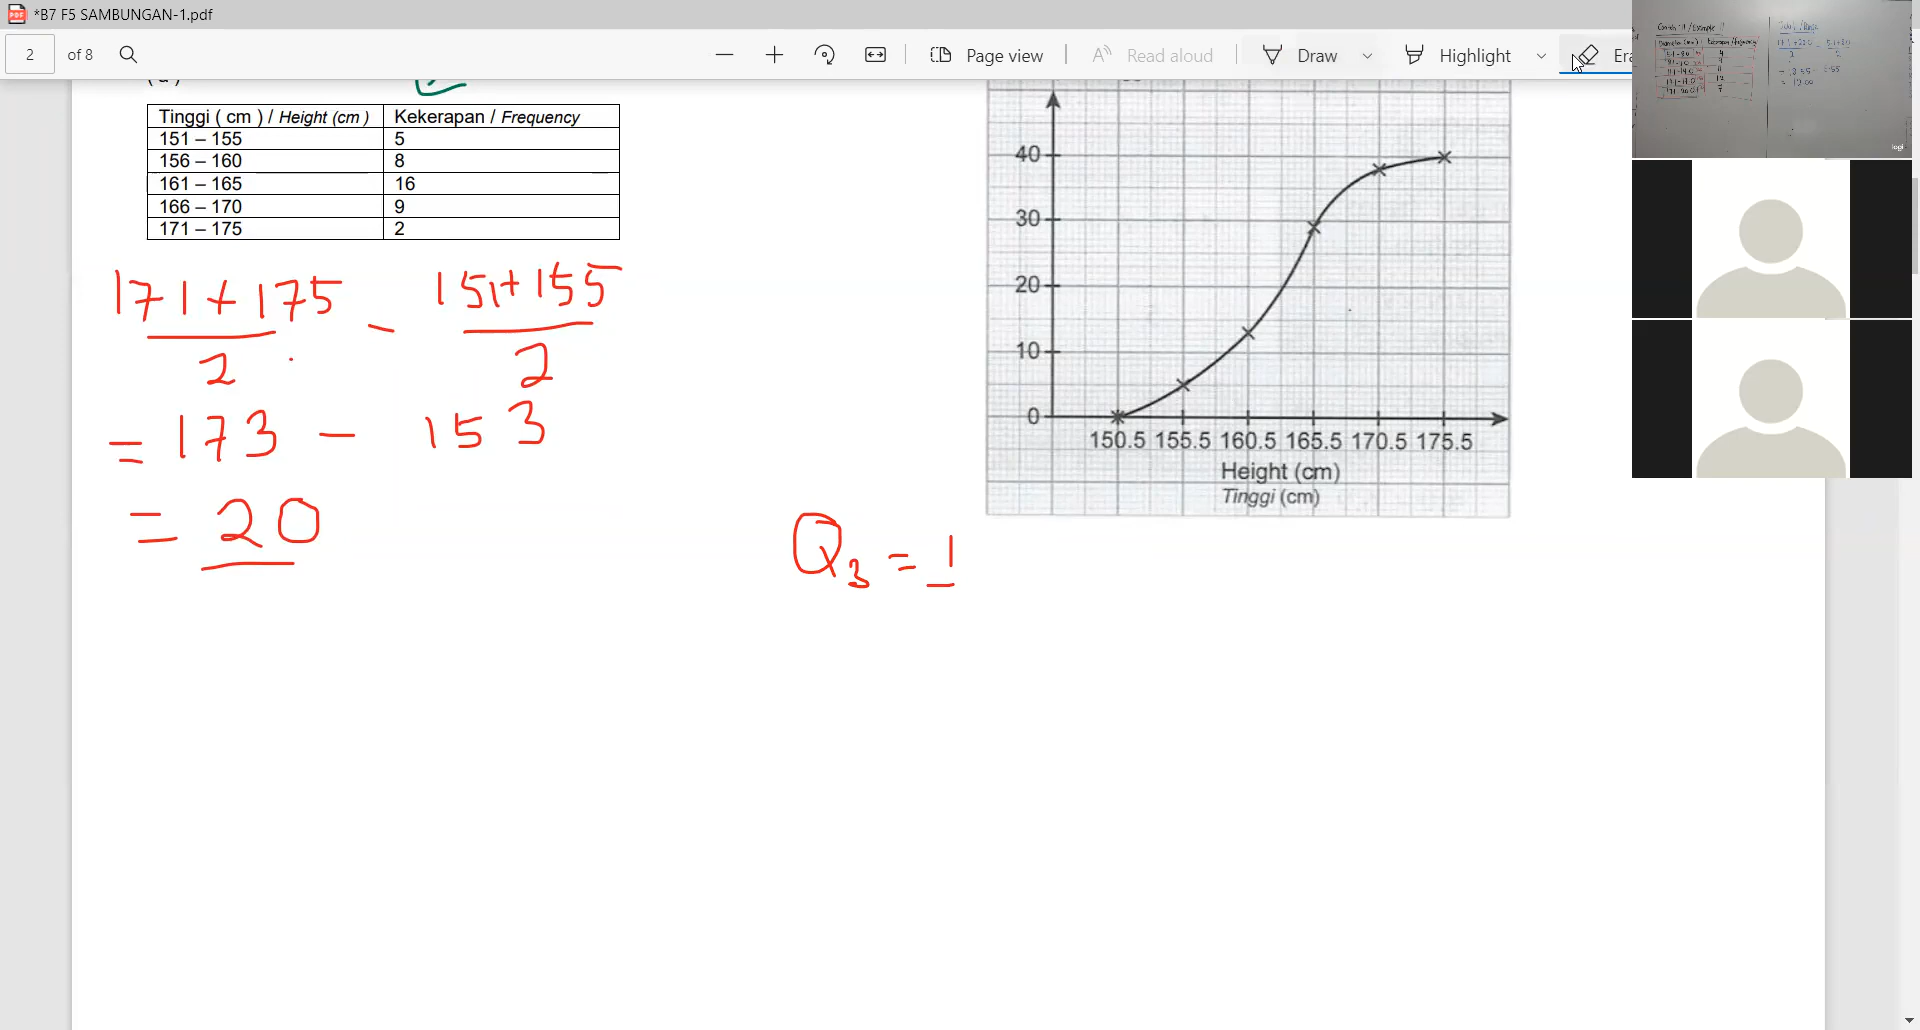 *B7 F5 SAMBUNGAN-1.pdf
2 of 8 Page view Read aloud Draw Highlight Era
Tinggi ( cm ) / Height (cm ) Kekerapan / Frequency
151 – 155 5
156 – 160 8
161 – 165 16
166 – 170 9
171 – 175 2
171 + 175 / 2 - 151 + 155 / 2
= 173 - 153
= 20
40
30
20
10
0
150.5 155.5 160.5 165.5 170.5 175.5
Height (cm)
Tinggi (cm)
Q3 = 1
logi